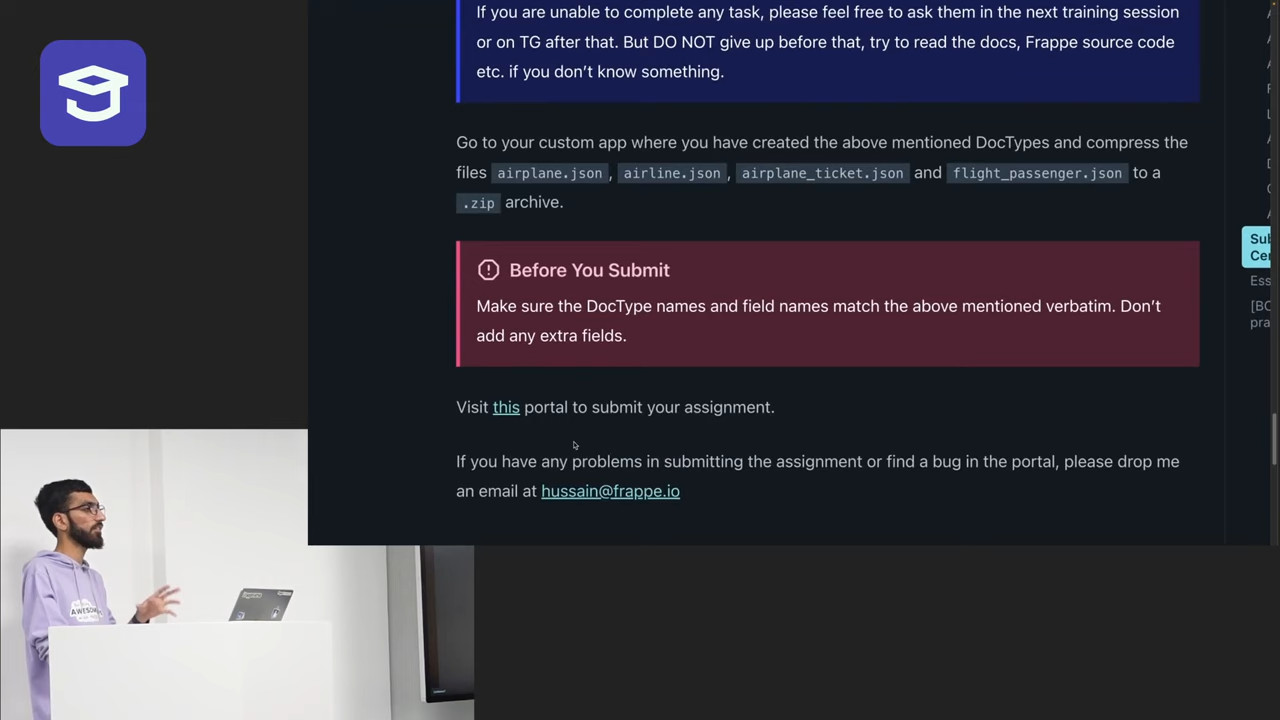 If you are unable to complete any task, please feel free to ask them in the next training session
or on TG after that. But DO NOT give up before that, try to read the docs, Frappe source code
etc. if you don’t know something.
Go to your custom app where you have created the above mentioned DocTypes and compress the
files airplane.json, airline.json, airplane_ticket.json and flight_passenger.json to a
.zip archive.
Before You Submit
Make sure the DocType names and field names match the above mentioned verbatim. Don’t
add any extra fields.
Visit this portal to submit your assignment.
If you have any problems in submitting the assignment or find a bug in the portal, please drop me
an email at hussain@frappe.io
Sub
Cer
Ess
[BO
pra
AWESOM